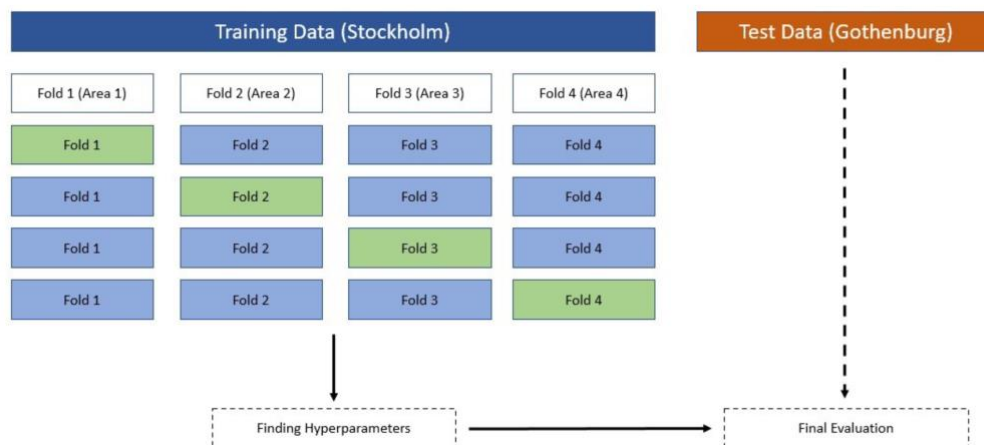 Training Data (Stockholm)
Test Data (Gothenburg)
Fold 1 (Area 1)
Fold 2 (Area 2)
Fold 3 (Area 3)
Fold 4 (Area 4)
Fold 1
Fold 2
Fold 3
Fold 4
Fold 1
Fold 2
Fold 3
Fold 4
Fold 1
Fold 2
Fold 3
Fold 4
Fold 1
Fold 2
Fold 3
Fold 4
Finding Hyperparameters
Final Evaluation